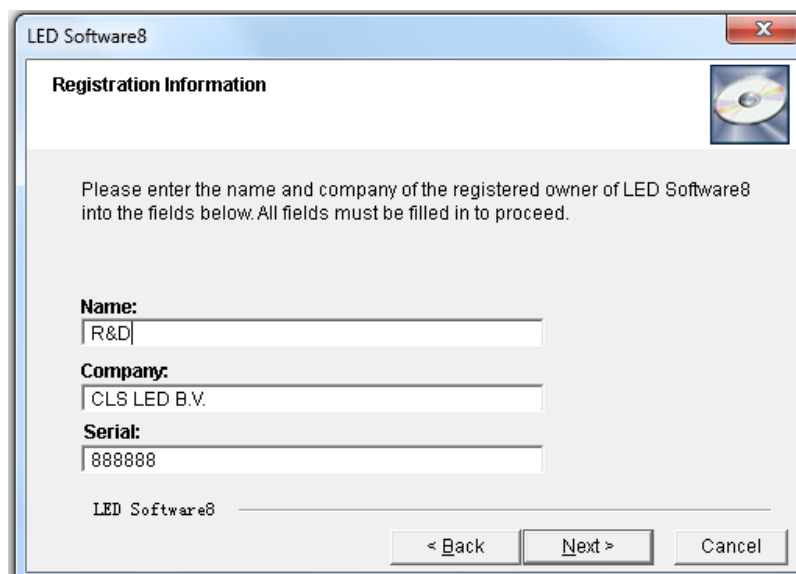 LED Software8
Registration Information
Please enter the name and company of the registered owner of LED Software8
into the fields below. All fields must be filled in to proceed.
Name:
R&D
Company:
CLS LED B.V.
Serial:
888888
LED Software8
< Back Next > Cancel